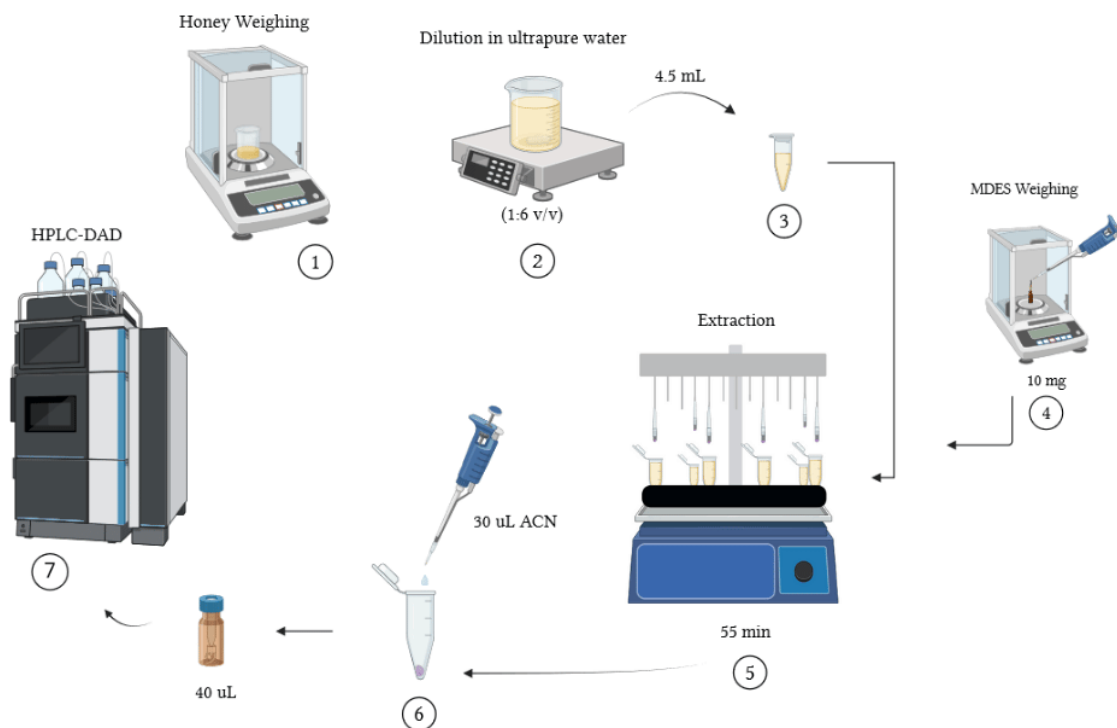 Honey Weighing
1
Dilution in ultrapure water
(1:6 v/v)
2
4.5 mL
3
MDES Weighing
10 mg
4
Extraction
55 min
5
30 uL ACN
6
40 uL
HPLC-DAD
7